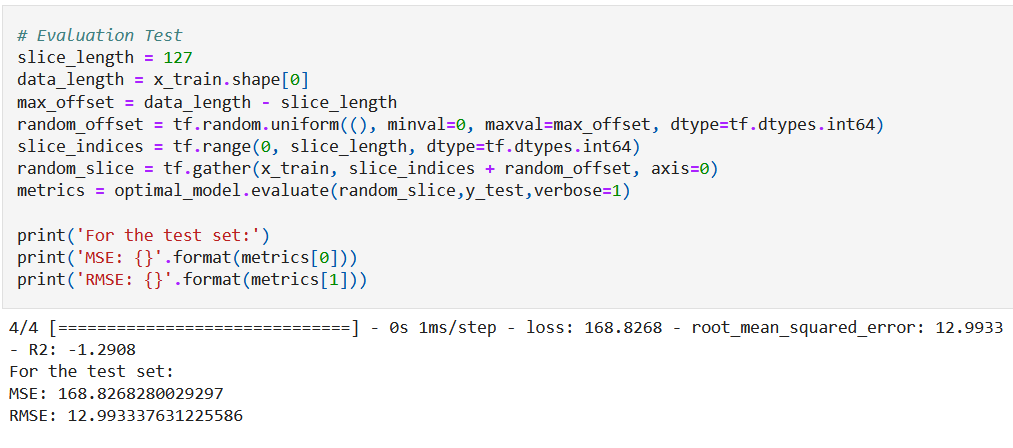 # Evaluation Test
slice_length = 127
data_length = x_train.shape[0]
max_offset = data_length - slice_length
random_offset = tf.random.uniform((), minval=0, maxval=max_offset, dtype=tf.dtypes.int64)
slice_indices = tf.range(0, slice_length, dtype=tf.dtypes.int64)
random_slice = tf.gather(x_train, slice_indices + random_offset, axis=0)
metrics = optimal_model.evaluate(random_slice,y_test,verbose=1)
print('For the test set:')
print('MSE: {}'.format(metrics[0]))
print('RMSE: {}'.format(metrics[1]))
4/4 [==============================] - 0s 1ms/step - loss: 168.8268 - root_mean_squared_error: 12.9933
- R2: -1.2908
For the test set:
MSE: 168.8268280029297
RMSE: 12.993337631225586